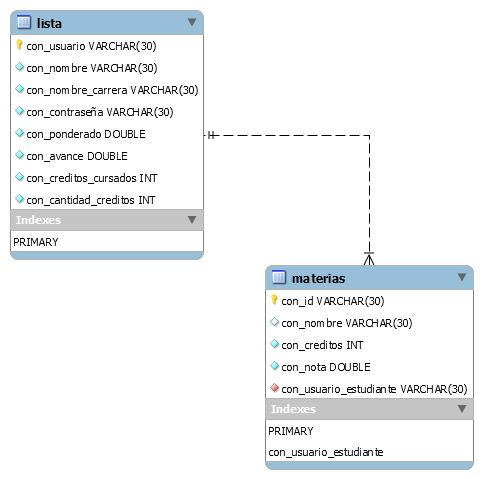 lista
con_usuario VARCHAR(30)
con_nombre VARCHAR(30)
con_nombre_carrera VARCHAR(30)
con_contraseña VARCHAR(30)
con_ponderado DOUBLE
con_avance DOUBLE
con_creditos_cursados INT
con_cantidad_creditos INT
Indexes
PRIMARY
materias
con_id VARCHAR(30)
con_nombre VARCHAR(30)
con_creditos INT
con_nota DOUBLE
con_usuario_estudiante VARCHAR(30)
Indexes
PRIMARY
con_usuario_estudiante